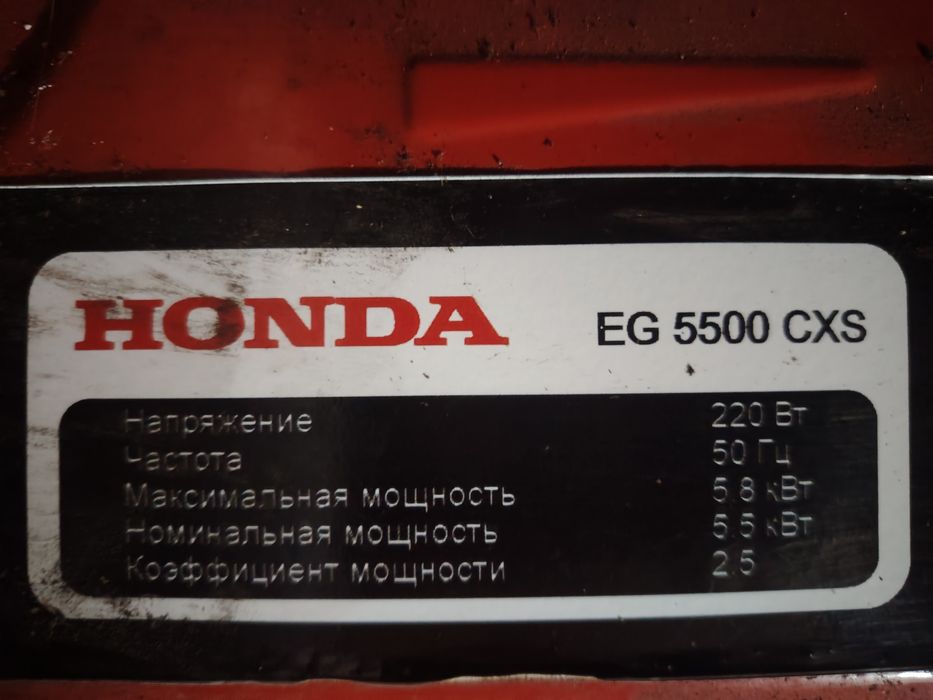 HONDA EG 5500 CXS
Напряжение 220 Вт
Частота 50 Гц
Максимальная мощность 5.8 кВт
Номинальная мощность 5.5 кВт
Коэффициент мощности 2.5